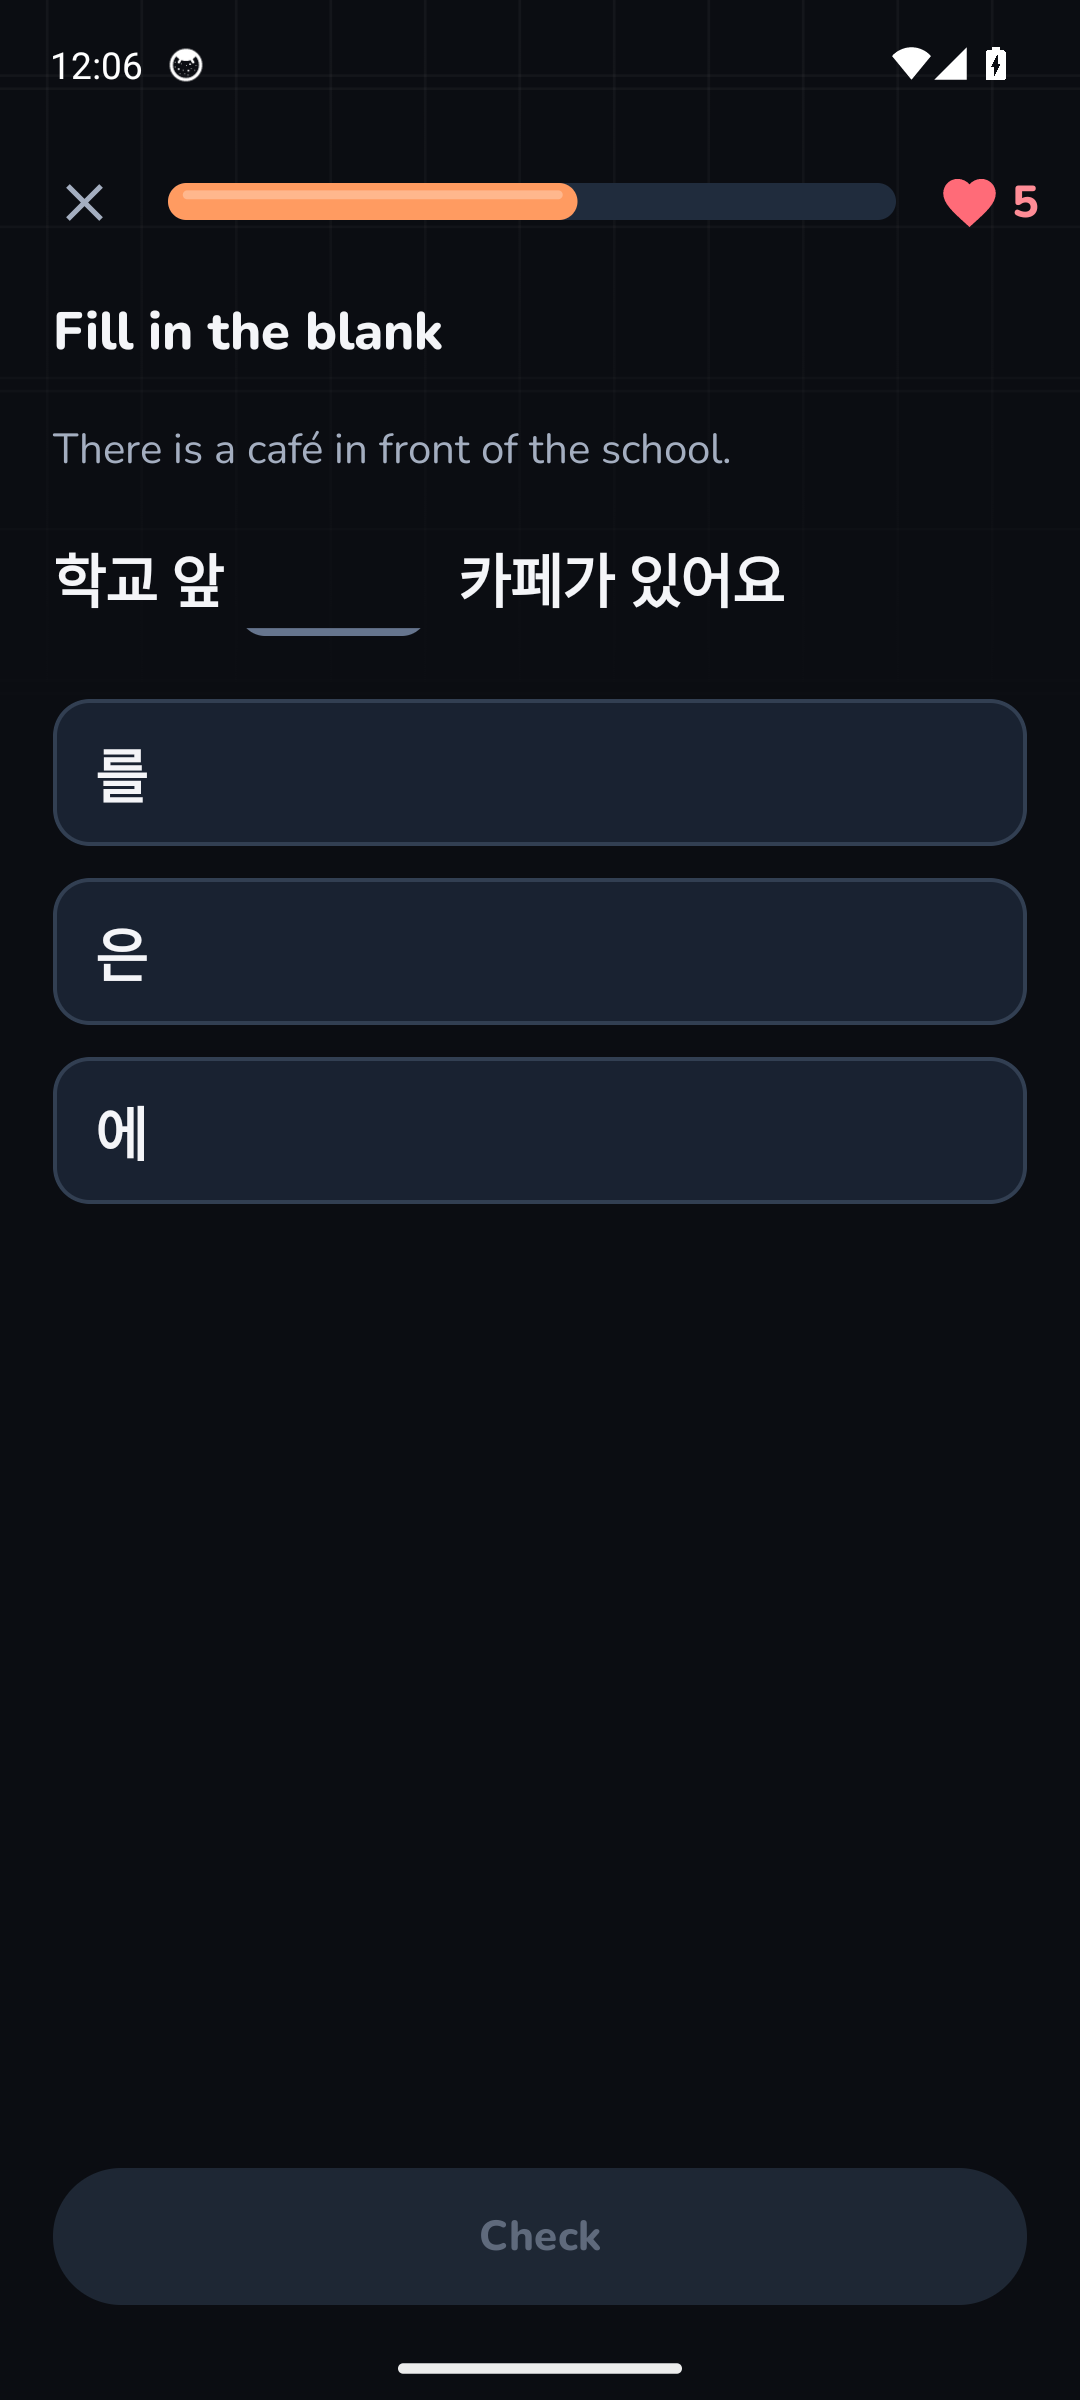 12:06
5
Fill in the blank
There is a café in front of the school.
학교 앞 카페가 있어요
를
은
에
Check